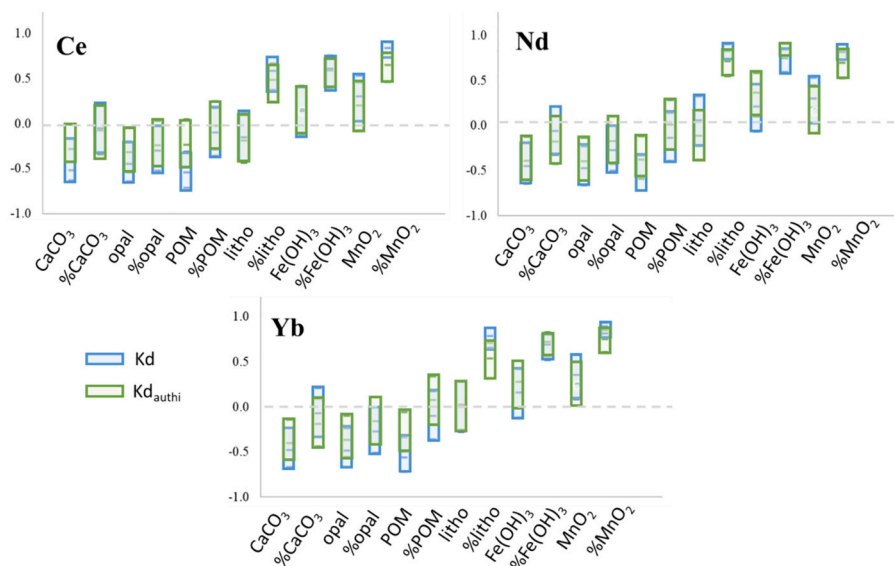 Ce
1.0
0.5
0.0
-0.5
-1.0
CaCO₃
%CaCO₃
opal
%opal
POM
%POM
litho
%litho
Fe(OH)₃
%Fe(OH)₃
MnO₂
%MnO₂
Nd
1.0
0.5
0.0
-0.5
-1.0
CaCO₃
%CaCO₃
opal
%opal
POM
%POM
litho
%litho
Fe(OH)₃
%Fe(OH)₃
MnO₂
%MnO₂
Kd
Kd_authi
Yb
1.0
0.5
0.0
-0.5
-1.0
CaCO₃
%CaCO₃
opal
%opal
POM
%POM
litho
%litho
Fe(OH)₃
%Fe(OH)₃
MnO₂
%MnO₂